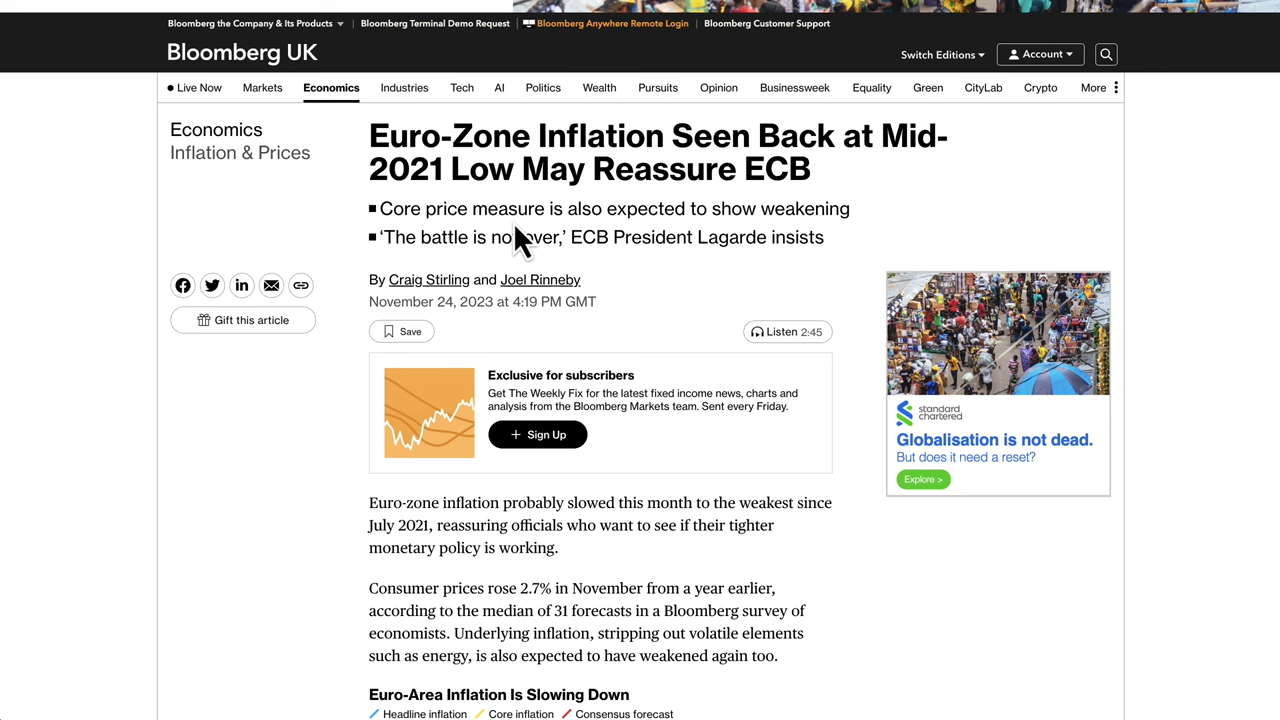 Bloomberg the Company & Its Products
Bloomberg Terminal Demo Request
Bloomberg Anywhere Remote Login
Bloomberg Customer Support
Bloomberg UK
Switch Editions
Account
Live Now
Markets
Economics
Industries
Tech
AI
Politics
Wealth
Pursuits
Opinion
Businessweek
Equality
Green
CityLab
Crypto
More
Economics
Inflation & Prices
Euro-Zone Inflation Seen Back at Mid-
2021 Low May Reassure ECB
Core price measure is also expected to show weakening
‘The battle is not over,’ ECB President Lagarde insists
By Craig Stirling and Joel Rinneby
November 24, 2023 at 4:19 PM GMT
Gift this article
Save
Listen 2:45
Exclusive for subscribers
Get The Weekly Fix for the latest fixed income news, charts and
analysis from the Bloomberg Markets team. Sent every Friday.
+ Sign Up
standard
chartered
Globalisation is not dead.
But does it need a reset?
Explore >
Euro-zone inflation probably slowed this month to the weakest since
July 2021, reassuring officials who want to see if their tighter
monetary policy is working.
Consumer prices rose 2.7% in November from a year earlier,
according to the median of 31 forecasts in a Bloomberg survey of
economists. Underlying inflation, stripping out volatile elements
such as energy, is also expected to have weakened again too.
Euro-Area Inflation Is Slowing Down
Headline inflation
Core inflation
Consensus forecast